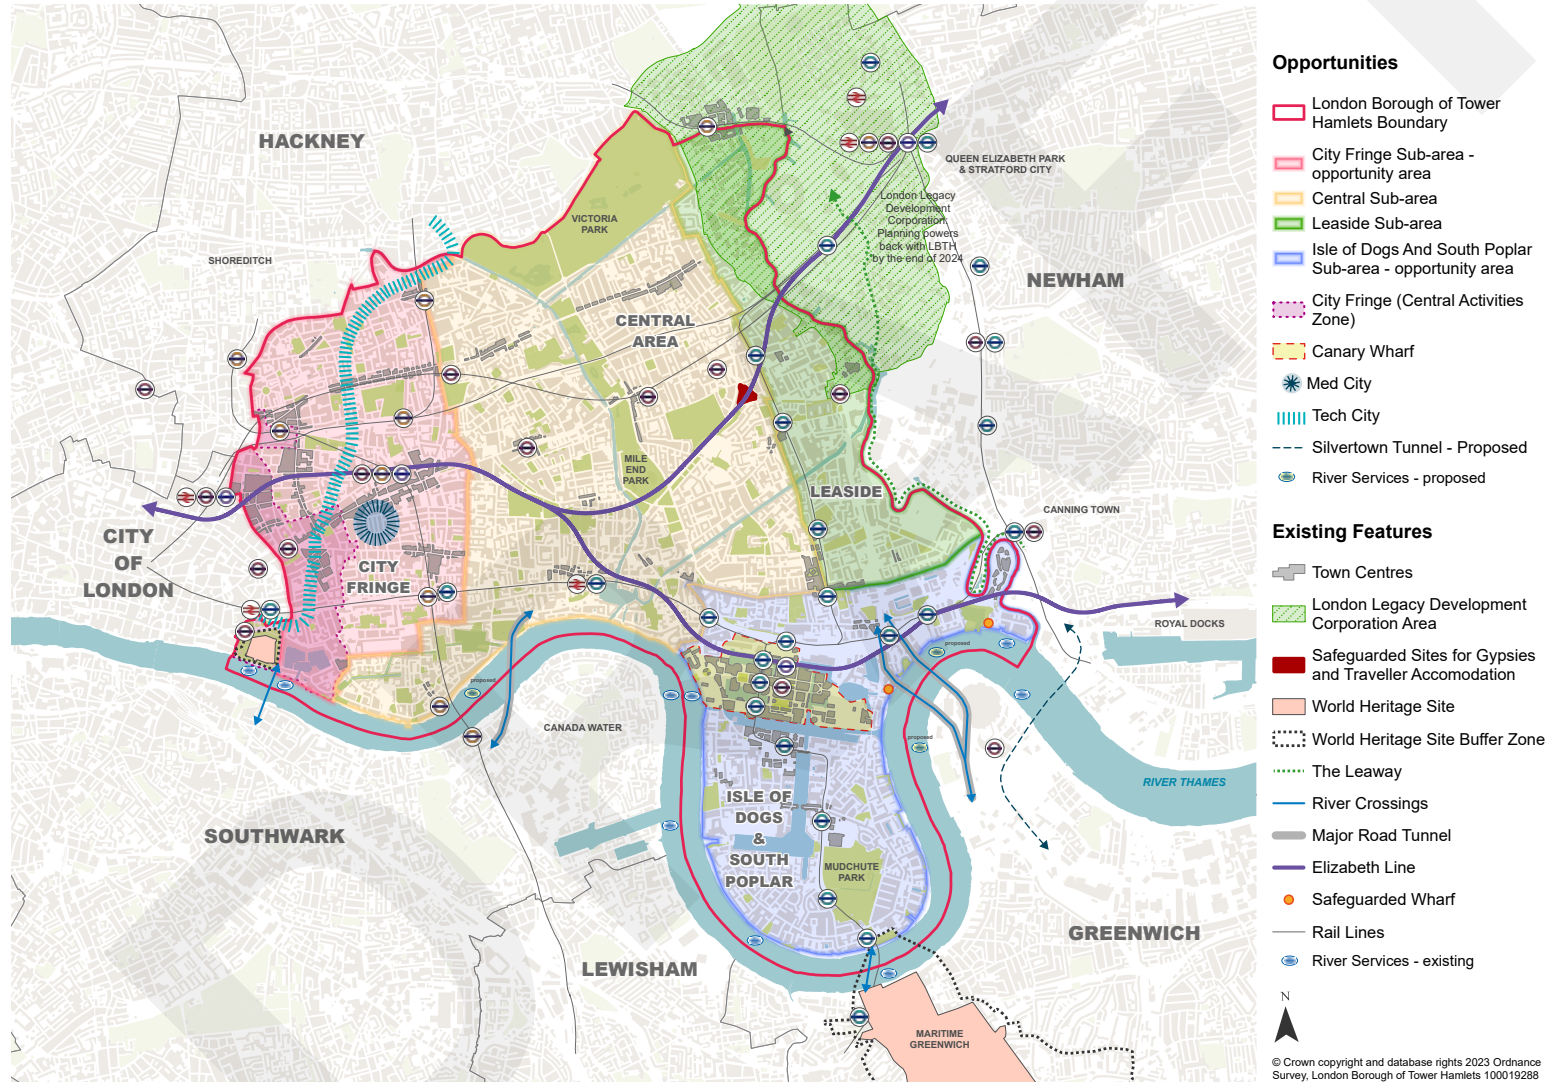 HACKNEY
SHOREDITCH
VICTORIA
PARK
QUEEN ELIZABETH PARK
& STRATFORD CITY
London Legacy
Development
Corporation:
Planning powers
back with LBTH
by the end of 2024
NEWHAM
CENTRAL
AREA
MILE
END
PARK
LEASIDE
CANNING TOWN
CITY
OF
LONDON
CITY
FRINGE
ROYAL DOCKS
proposed
proposed
proposed
CANADA WATER
RIVER THAMES
ISLE OF
DOGS
&
SOUTH
POPLAR
MUDCHUTE
PARK
SOUTHWARK
LEWISHAM
GREENWICH
MARITIME
GREENWICH
Opportunities
London Borough of Tower
Hamlets Boundary
City Fringe Sub-area -
opportunity area
Central Sub-area
Leaside Sub-area
Isle of Dogs And South Poplar
Sub-area - opportunity area
City Fringe (Central Activities
Zone)
Canary Wharf
Med City
Tech City
Silvertown Tunnel - Proposed
River Services - proposed
Existing Features
Town Centres
London Legacy Development
Corporation Area
Safeguarded Sites for Gypsies
and Traveller Accomodation
World Heritage Site
World Heritage Site Buffer Zone
The Leaway
River Crossings
Major Road Tunnel
Elizabeth Line
Safeguarded Wharf
Rail Lines
River Services - existing
N
© Crown copyright and database rights 2023 Ordnance
Survey, London Borough of Tower Hamlets 100019288